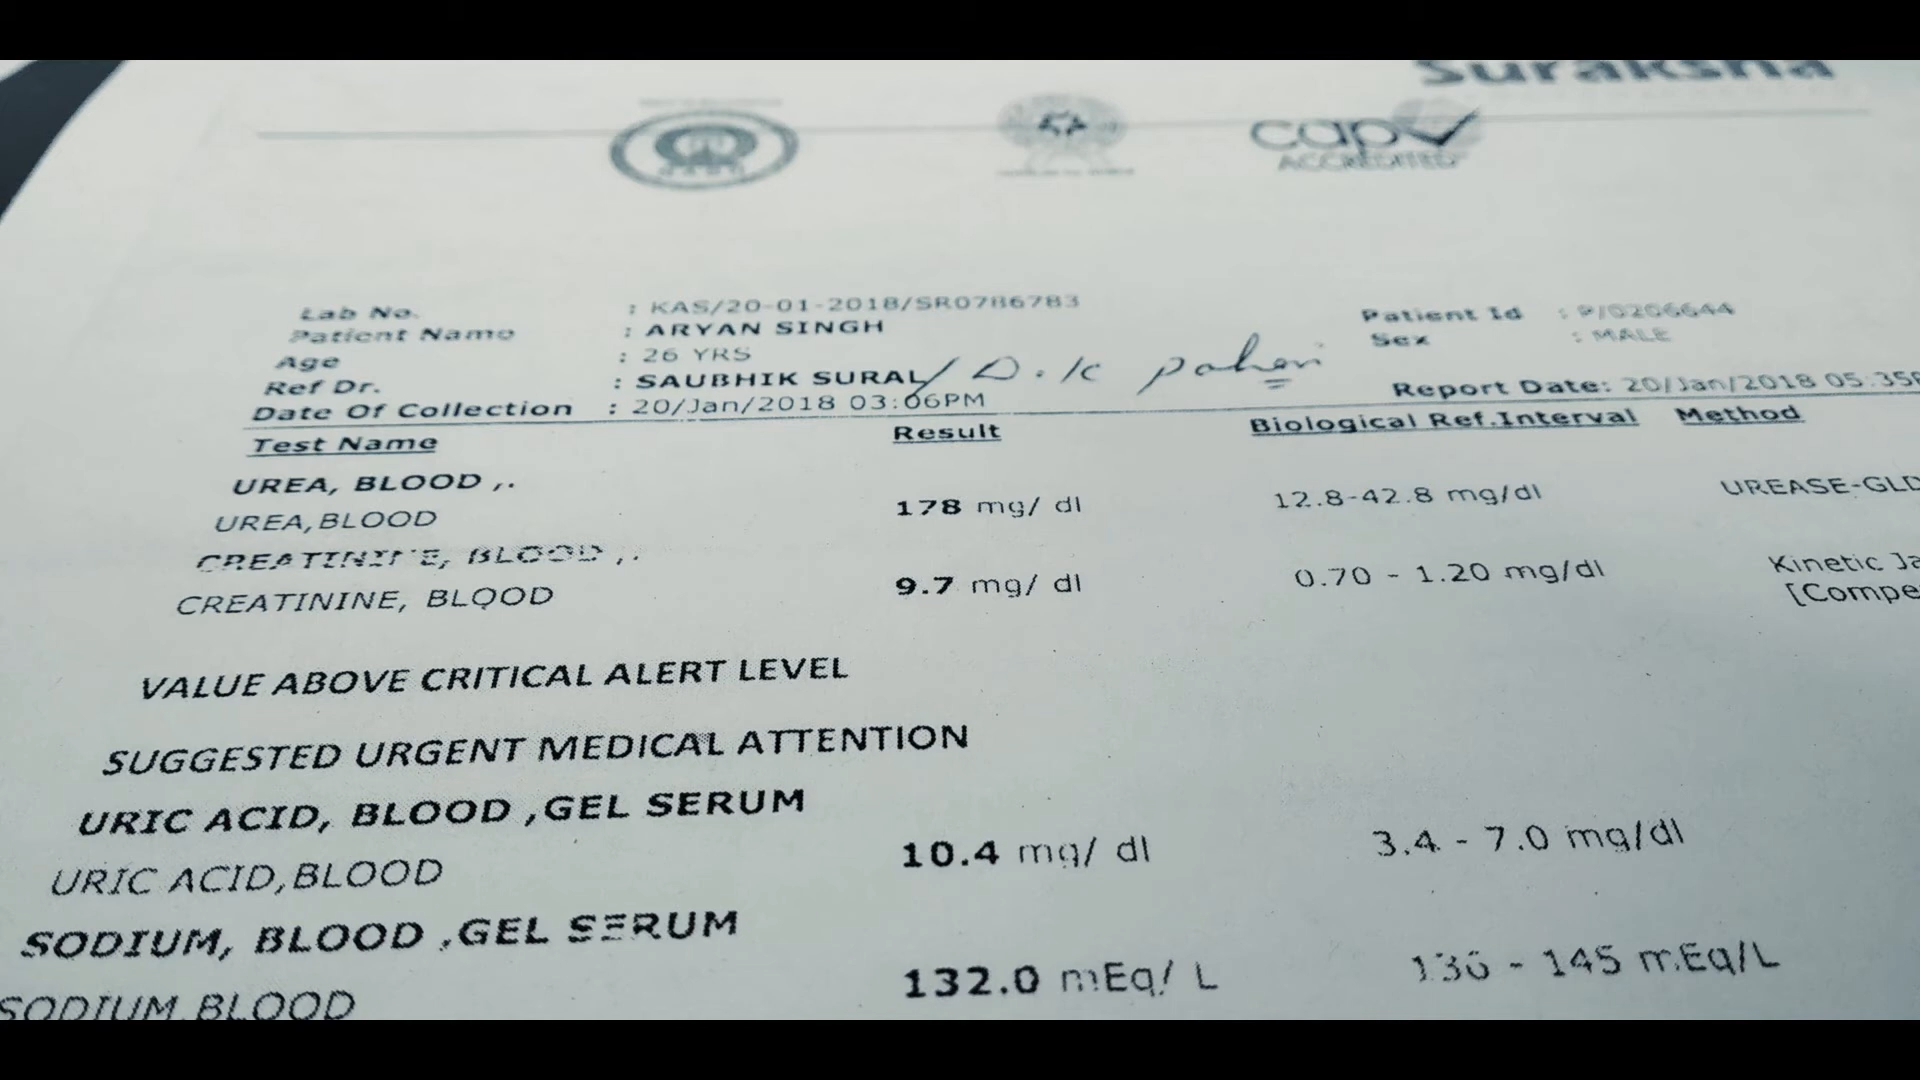 Suraksha
cap
ACCREDITED
Lab No. : KAS/20-01-2018/SR0786783
Patient Id : P/0206644
Patient Name : ARYAN SINGH
Sex : MALE
Age : 26 YRS
Ref Dr. : SAUBHIK SURAL / D.K
Report Date: 20/Jan/2018 05:35P
Date Of Collection : 20/Jan/2018 03:06PM
Test Name Result Biological Ref.Interval Method
UREA, BLOOD ,.
UREA,BLOOD 178 mg/ dl 12.8-42.8 mg/dl UREASE-GLD
CREATININE, BLOOD ,.
CREATININE, BLOOD 9.7 mg/ dl 0.70 - 1.20 mg/dl Kinetic Ja
[Compe
VALUE ABOVE CRITICAL ALERT LEVEL
SUGGESTED URGENT MEDICAL ATTENTION
URIC ACID, BLOOD ,GEL SERUM
URIC ACID,BLOOD 10.4 mg/ dl 3.4 - 7.0 mg/dl
SODIUM, BLOOD ,GEL SERUM
SODIUM,BLOOD 132.0 mEq/ L 136 - 145 mEq/L